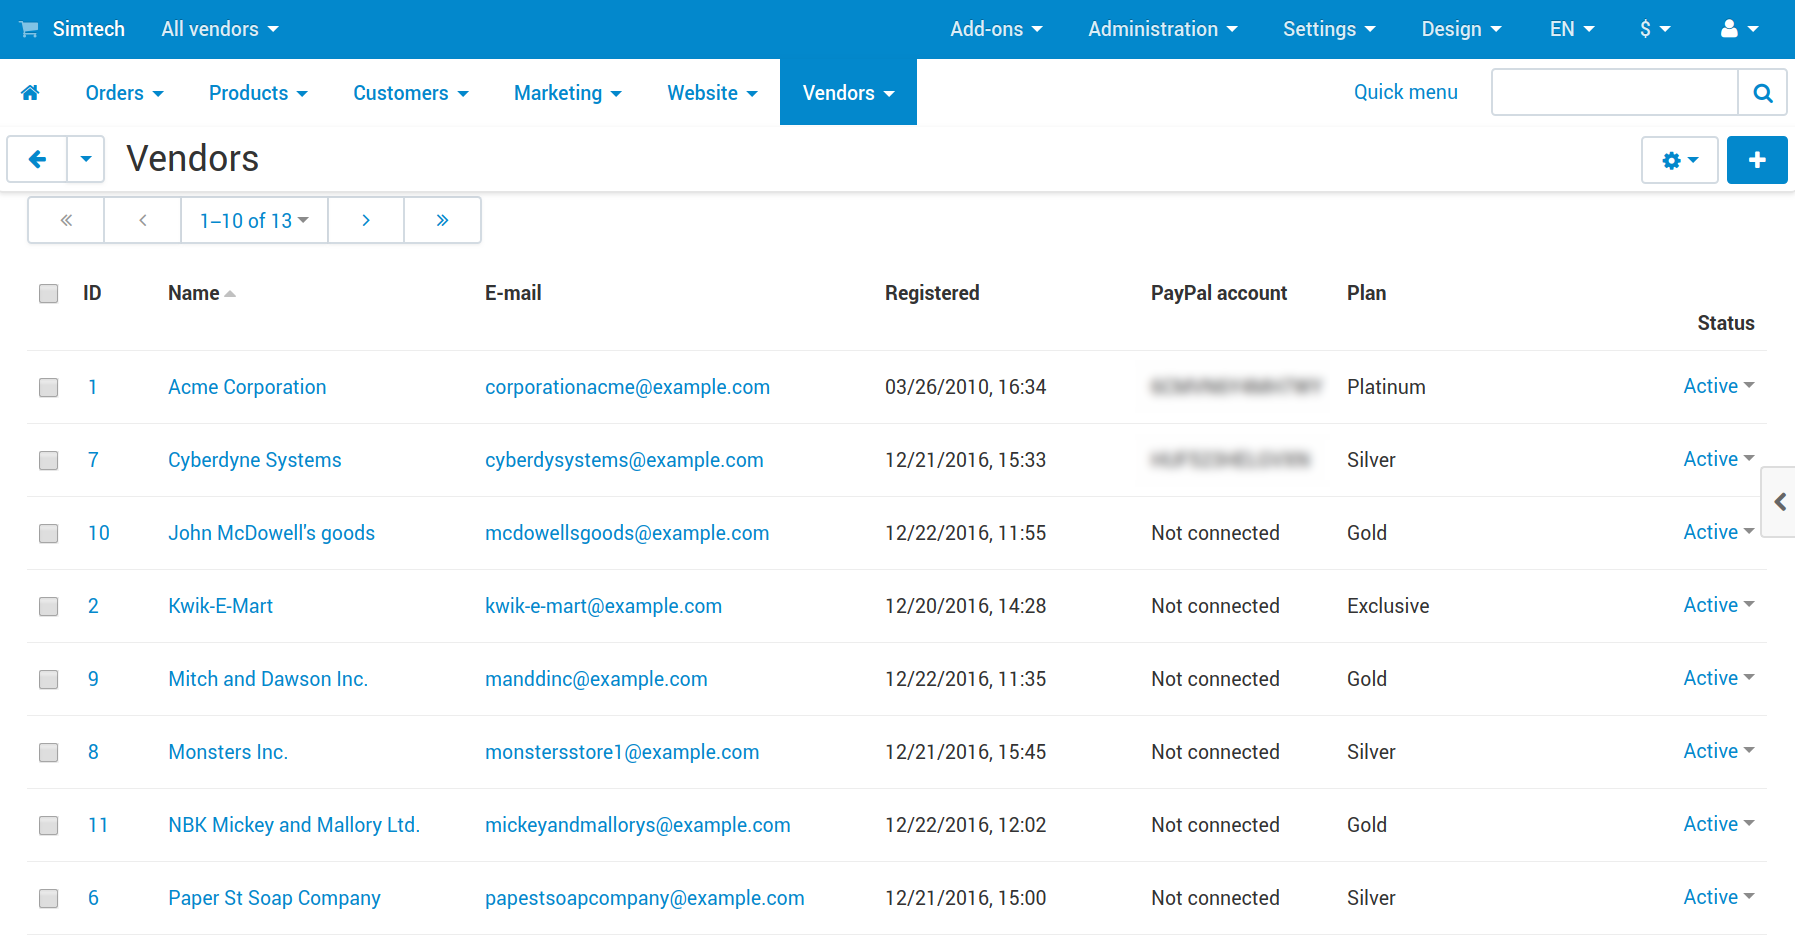 Simtech All vendors Add-ons Administration Settings Design EN $
Orders Products Customers Marketing Website Vendors Quick menu
Vendors
« ‹ 1–10 of 13 › »
ID Name E-mail Registered PayPal account Plan
Status
1 Acme Corporation corporationacme@example.com 03/26/2010, 16:34 Platinum Active
7 Cyberdyne Systems cyberdysystems@example.com 12/21/2016, 15:33 Silver Active
10 John McDowell's goods mcdowellsgoods@example.com 12/22/2016, 11:55 Not connected Gold Active
2 Kwik-E-Mart kwik-e-mart@example.com 12/20/2016, 14:28 Not connected Exclusive Active
9 Mitch and Dawson Inc. manddinc@example.com 12/22/2016, 11:35 Not connected Gold Active
8 Monsters Inc. monstersstore1@example.com 12/21/2016, 15:45 Not connected Silver Active
11 NBK Mickey and Mallory Ltd. mickeyandmallorys@example.com 12/22/2016, 12:02 Not connected Gold Active
6 Paper St Soap Company papestsoapcompany@example.com 12/21/2016, 15:00 Not connected Silver Active